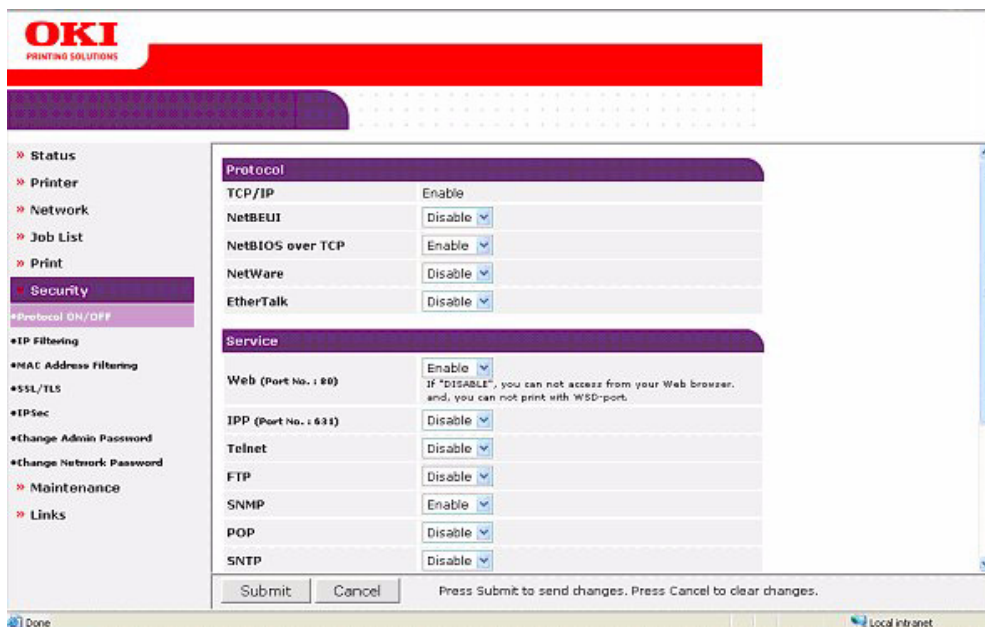 OKI
PRINTING SOLUTIONS
» Status
» Printer
» Network
» Job List
» Print
Security
•Protocol ON/OFF
•IP Filtering
•MAC Address Filtering
•SSL/TLS
•IPSec
•Change Admin Password
•Change Network Password
» Maintenance
» Links
Protocol
TCP/IP Enable
NetBEUI Disable
NetBIOS over TCP Enable
NetWare Disable
EtherTalk Disable
Service
Web (Port No. : 80) Enable
If "DISABLE", you can not access from your Web browser.
and, you can not print with WSD-port.
IPP (Port No. : 631) Disable
Telnet Disable
FTP Disable
SNMP Enable
POP Disable
SNTP Disable
Submit Cancel Press Submit to send changes. Press Cancel to clear changes.
Done Local intranet